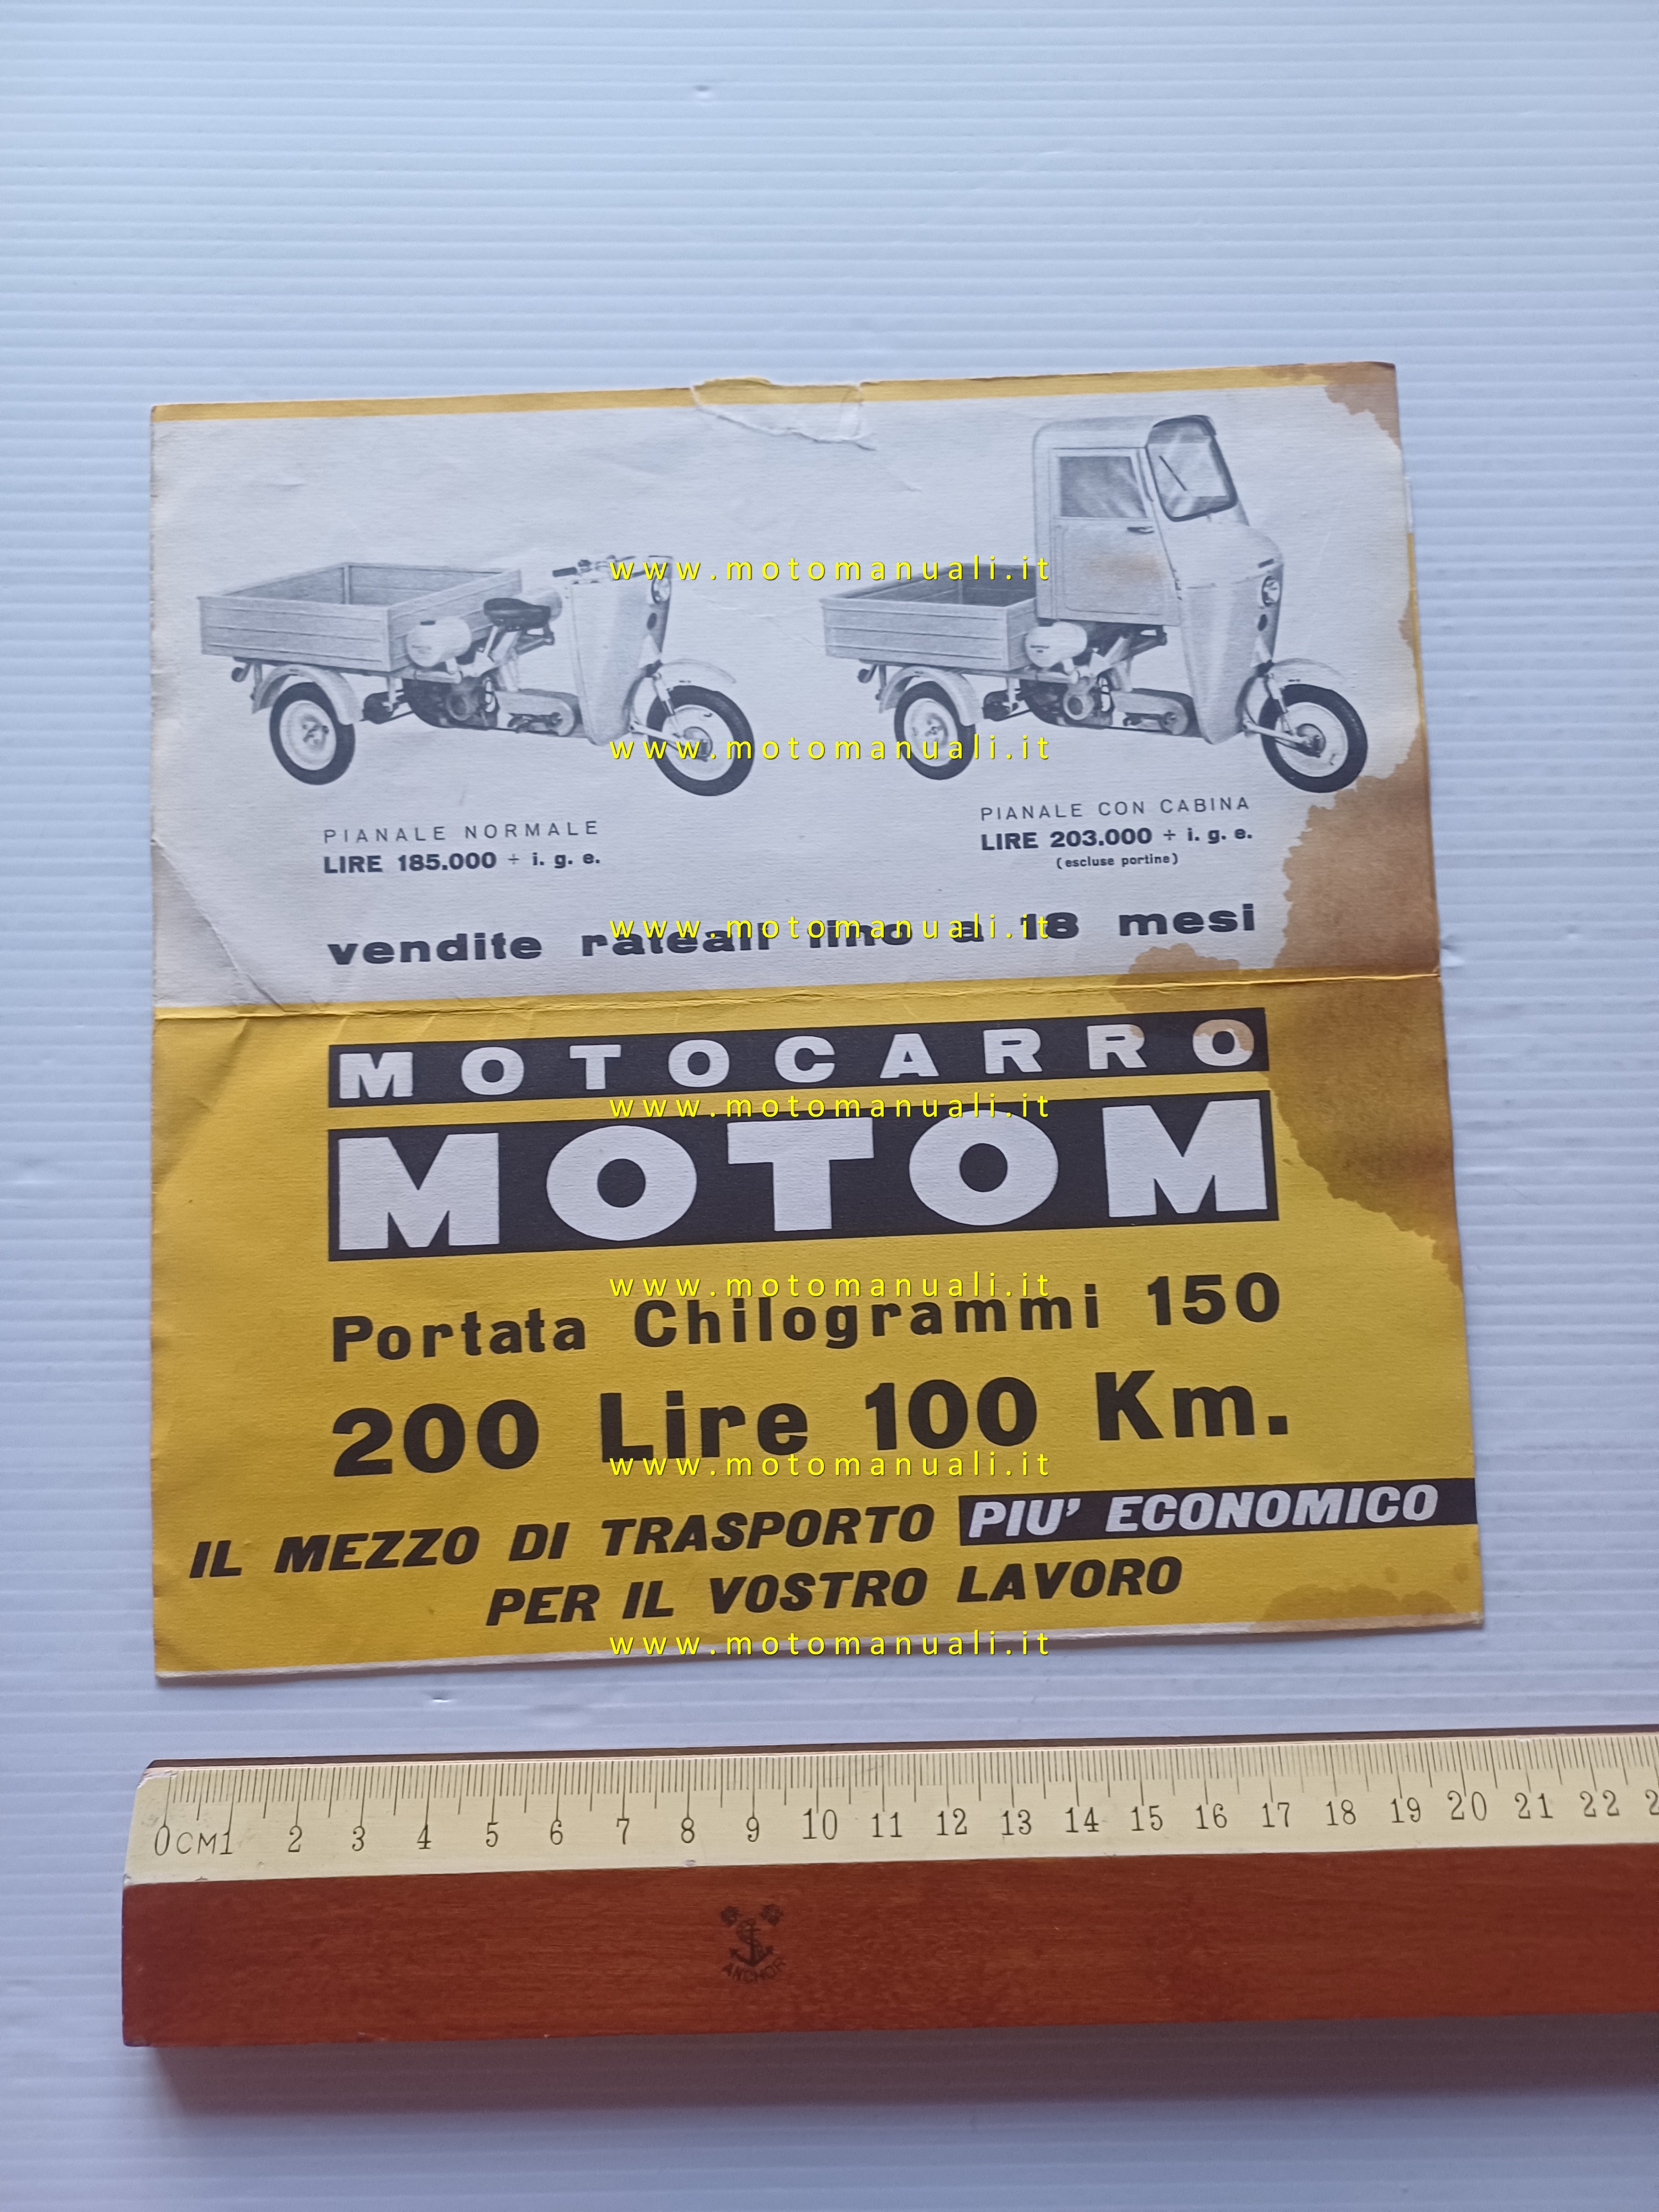 www.motomanuali.it
www.motomanuali.it
PIANALE NORMALE
LIRE 185.000 + i. g. e.
PIANALE CON CABINA
LIRE 203.000 + i. g. e.
(escluse portine)
vendite rateali fino a 18 mesi
www.motomanuali.it
MOTOCARRO
www.motomanuali.it
MOTOM
www.motomanuali.it
Portata Chilogrammi 150
200 Lire 100 Km.
www.motomanuali.it
IL MEZZO DI TRASPORTO PIU' ECONOMICO
PER IL VOSTRO LAVORO
www.motomanuali.it
0CM1 2 3 4 5 6 7 8 9 10 11 12 13 14 15 16 17 18 19 20 21 22 2
ANCHOR